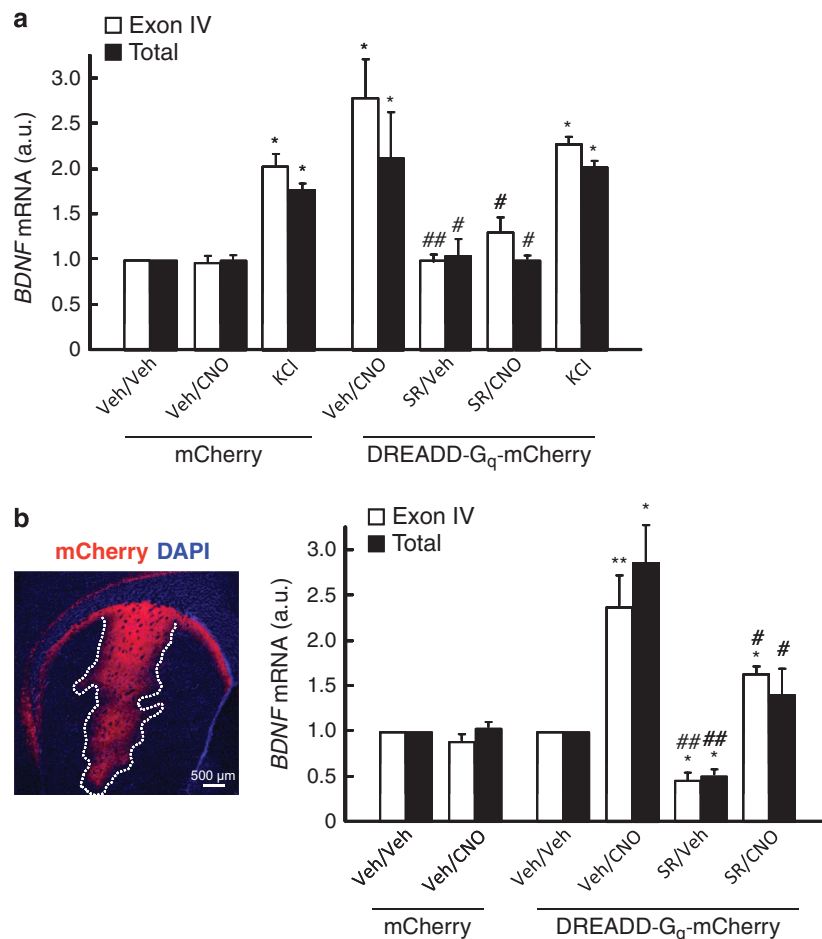 a
Exon IV
Total
BDNF mRNA (a.u.)
3.0
2.5
2.0
1.5
1.0
0.5
0
* * * * ## # # # * *
Veh/Veh
Veh/CNO
KCl
Veh/CNO
SR/Veh
SR/CNO
KCl
mCherry
DREADD-Gq-mCherry
b
mCherry DAPI
500 µm
Exon IV
Total
BDNF mRNA (a.u.)
3.0
2.5
2.0
1.5
1.0
0.5
0
** *
## ## # #
* * *
Veh/Veh
Veh/CNO
Veh/Veh
Veh/CNO
SR/Veh
SR/CNO
mCherry
DREADD-Gq-mCherry